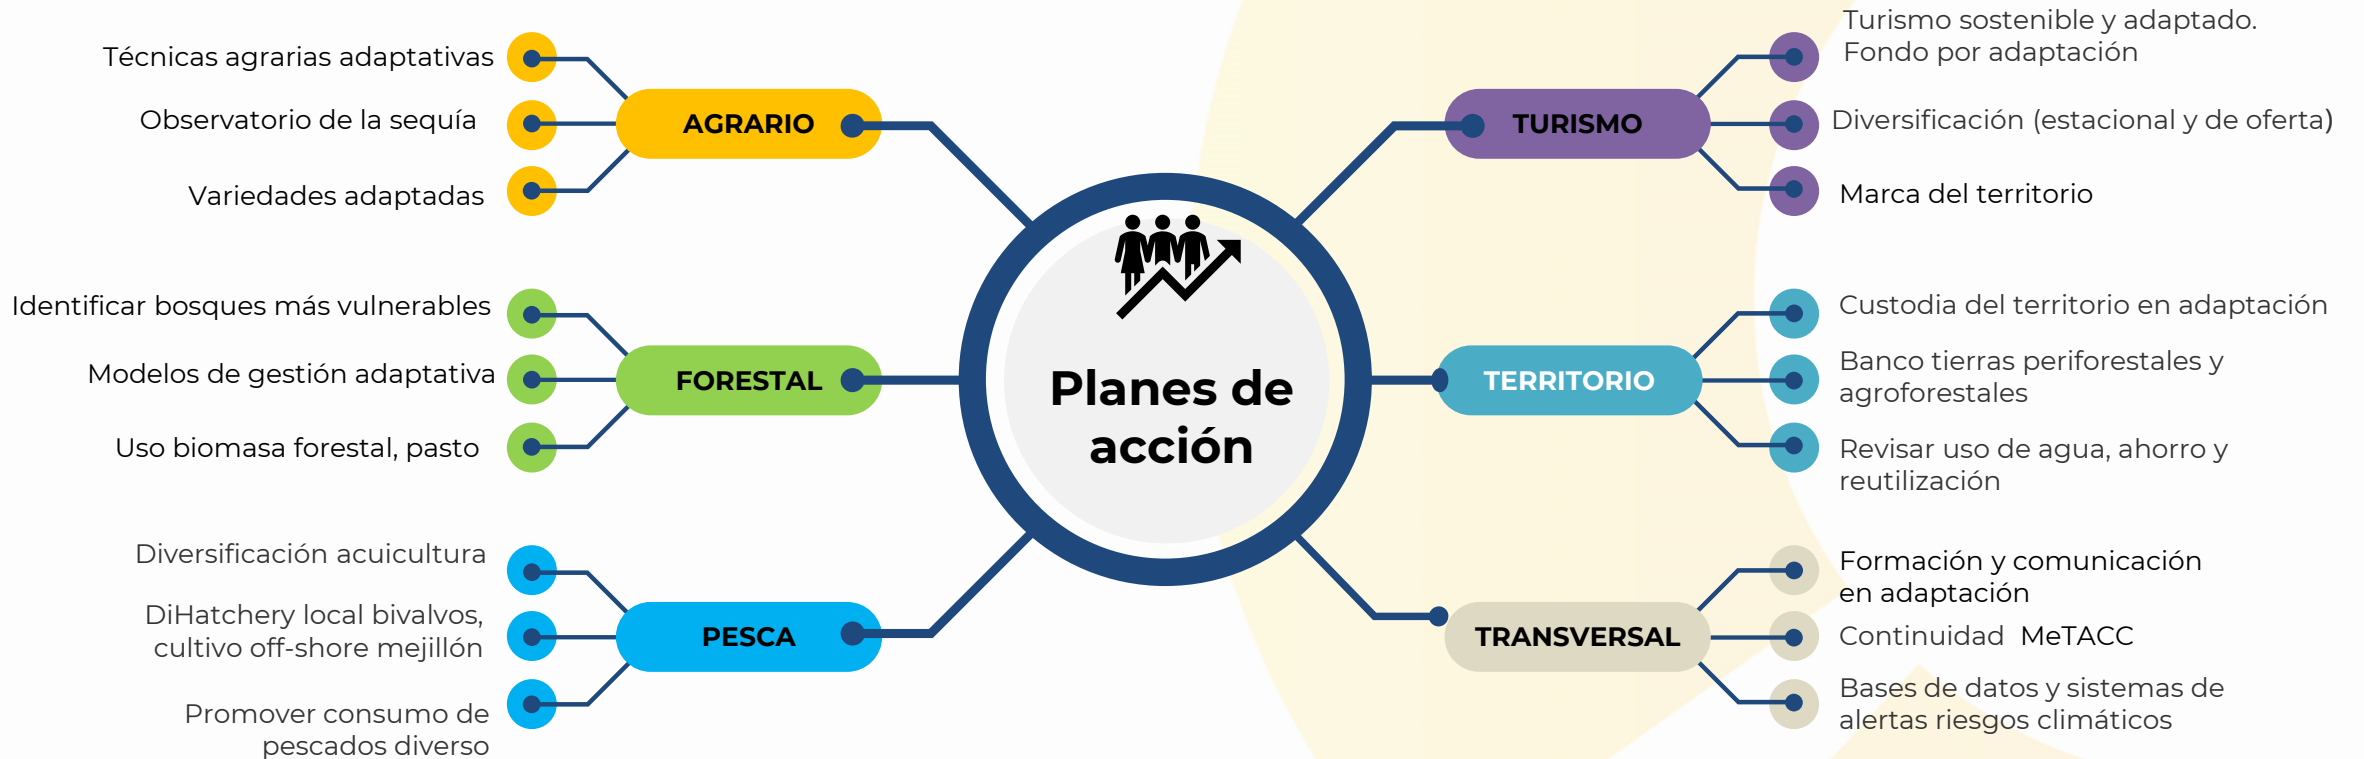 Técnicas agrarias adaptativas
Observatorio de la sequía
Variedades adaptadas
AGRARIO
Identificar bosques más vulnerables
Modelos de gestión adaptativa
Uso biomasa forestal, pasto
FORESTAL
Diversificación acuicultura
DiHatchery local bivalvos,
cultivo off-shore mejillón
Promover consumo de
pescados diverso
PESCA
Planes de
acción
TURISMO
Turismo sostenible y adaptado.
Fondo por adaptación
Diversificación (estacional y de oferta)
Marca del territorio
TERRITORIO
Custodia del territorio en adaptación
Banco tierras periforestales y
agroforestales
Revisar uso de agua, ahorro y
reutilización
TRANSVERSAL
Formación y comunicación
en adaptación
Continuidad MeTACC
Bases de datos y sistemas de
alertas riesgos climáticos